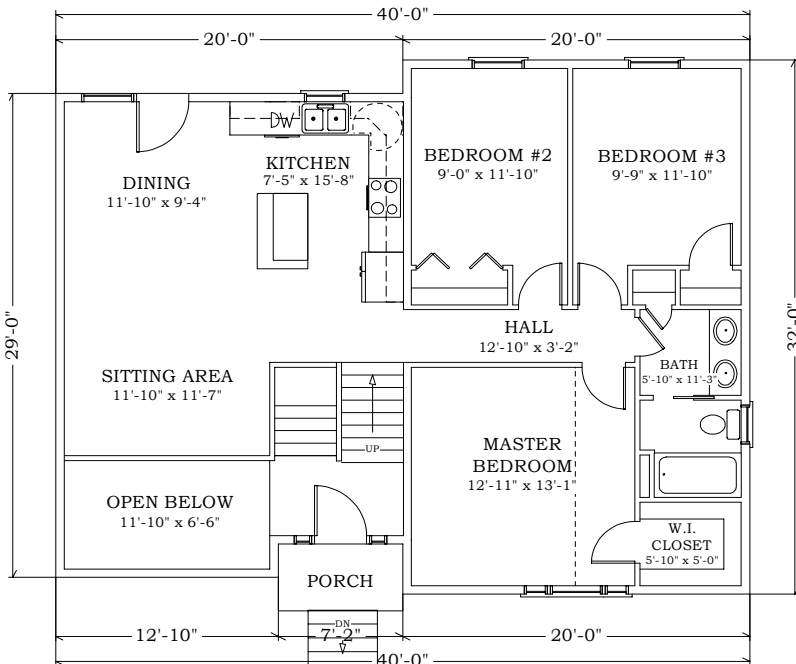 40'-0"
20'-0"
20'-0"
DW
KITCHEN
7'-5" x 15'-8"
BEDROOM #2
9'-0" x 11'-10"
BEDROOM #3
9'-9" x 11'-10"
DINING
11'-10" x 9'-4"
29'-0"
32'-0"
HALL
12'-10" x 3'-2"
BATH
5'-10" x 11'-3"
SITTING AREA
11'-10" x 11'-7"
UP
MASTER
BEDROOM
12'-11" x 13'-1"
OPEN BELOW
11'-10" x 6'-6"
W.I.
CLOSET
5'-10" x 5'-0"
PORCH
DN
12'-10"
7'-2"
20'-0"
40'-0"